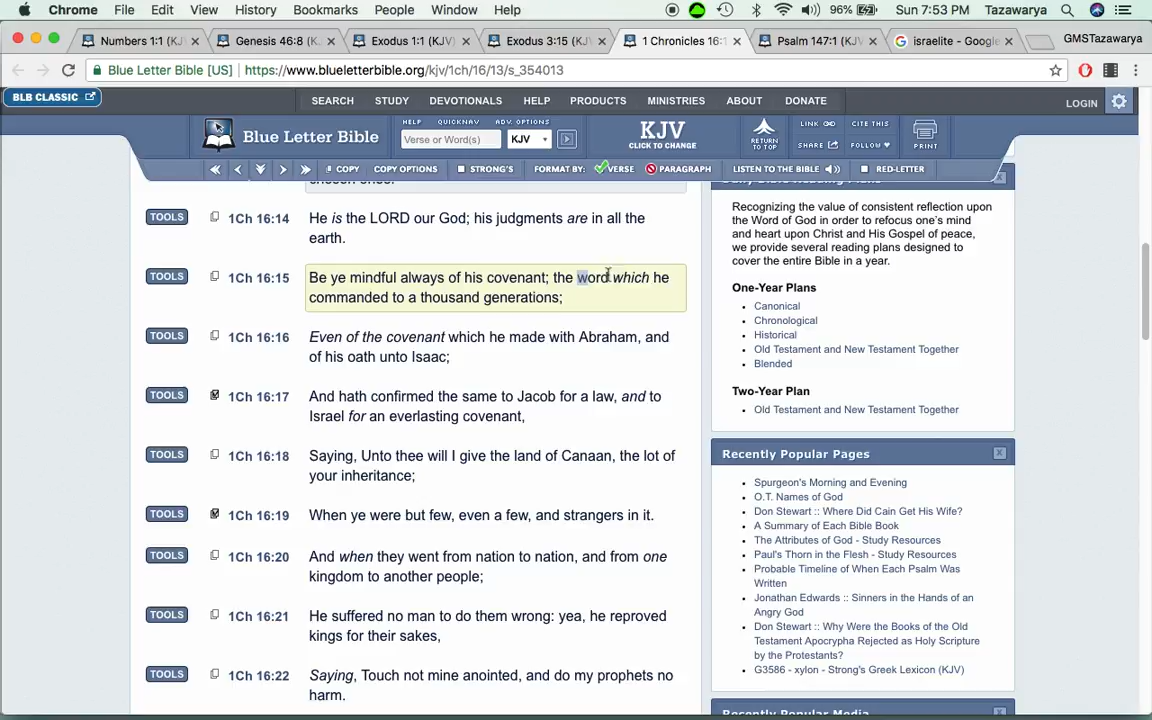 Chrome File Edit View History Bookmarks People Window Help 96% Sun 7:53 PM Tazawarya
Numbers 1:1 (KJV) Genesis 46:8 (KJV Exodus 1:1 (KJV) Exodus 3:15 (KJV) 1 Chronicles 16: Psalm 147:1 (KJV israelite - Google GMSTazawarya
Blue Letter Bible [US] https://www.blueletterbible.org/kjv/1ch/16/13/s_354013
BLB CLASSIC
SEARCH STUDY DEVOTIONALS HELP PRODUCTS MINISTRIES ABOUT DONATE LOGIN
Blue Letter Bible
HELP QUICKNAV ADV. OPTIONS
Verse or Word(s) KJV
KJV
CLICK TO CHANGE
RETURN
TO TOP
LINK CITE THIS
SHARE FOLLOW
PRINT
COPY COPY OPTIONS STRONG'S FORMAT BY: VERSE PARAGRAPH LISTEN TO THE BIBLE RED-LETTER
chosen ones.
TOOLS 1Ch 16:14 He is the LORD our God; his judgments are in all the
earth.
TOOLS 1Ch 16:15 Be ye mindful always of his covenant; the word which he
commanded to a thousand generations;
TOOLS 1Ch 16:16 Even of the covenant which he made with Abraham, and
of his oath unto Isaac;
TOOLS 1Ch 16:17 And hath confirmed the same to Jacob for a law, and to
Israel for an everlasting covenant,
TOOLS 1Ch 16:18 Saying, Unto thee will I give the land of Canaan, the lot of
your inheritance;
TOOLS 1Ch 16:19 When ye were but few, even a few, and strangers in it.
TOOLS 1Ch 16:20 And when they went from nation to nation, and from one
kingdom to another people;
TOOLS 1Ch 16:21 He suffered no man to do them wrong: yea, he reproved
kings for their sakes,
TOOLS 1Ch 16:22 Saying, Touch not mine anointed, and do my prophets no
harm.
Daily Bible Reading Plans
Recognizing the value of consistent reflection upon
the Word of God in order to refocus one's mind
and heart upon Christ and His Gospel of peace,
we provide several reading plans designed to
cover the entire Bible in a year.
One-Year Plans
Canonical
Chronological
Historical
Old Testament and New Testament Together
Blended
Two-Year Plan
Old Testament and New Testament Together
Recently Popular Pages
Spurgeon's Morning and Evening
O.T. Names of God
Don Stewart :: Where Did Cain Get His Wife?
A Summary of Each Bible Book
The Attributes of God - Study Resources
Paul's Thorn in the Flesh - Study Resources
Probable Timeline of When Each Psalm Was
Written
Jonathan Edwards :: Sinners in the Hands of an
Angry God
Don Stewart :: Why Were the Books of the Old
Testament Apocrypha Rejected as Holy Scripture
by the Protestants?
G3586 - xylon - Strong's Greek Lexicon (KJV)
Recently Popular Media